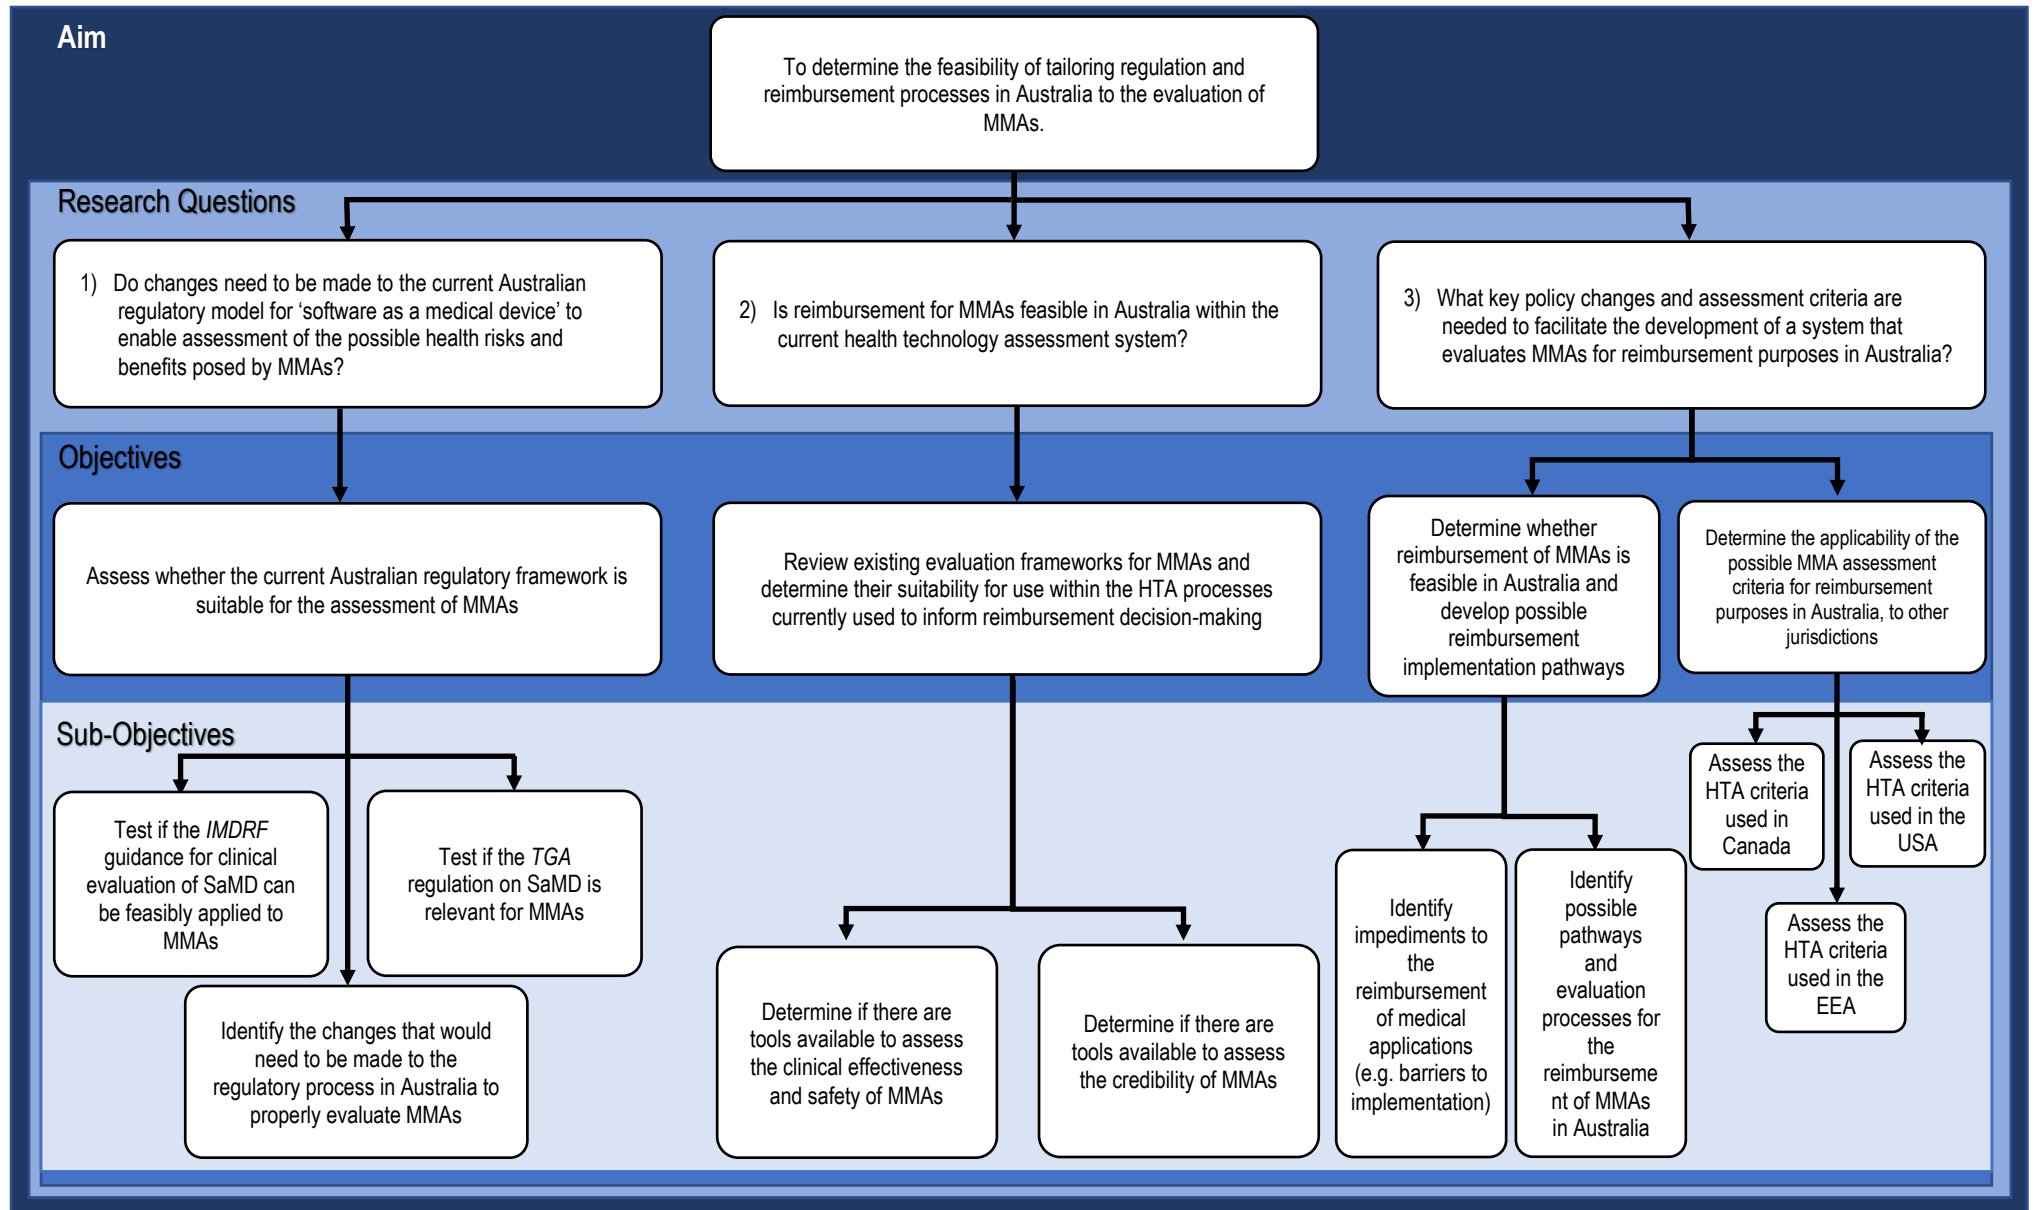 Aim
To determine the feasibility of tailoring regulation and
reimbursement processes in Australia to the evaluation of
MMAs.
Research Questions
1) Do changes need to be made to the current Australian
regulatory model for ‘software as a medical device’ to
enable assessment of the possible health risks and
benefits posed by MMAs?
2) Is reimbursement for MMAs feasible in Australia within the
current health technology assessment system?
3) What key policy changes and assessment criteria are
needed to facilitate the development of a system that
evaluates MMAs for reimbursement purposes in Australia?
Objectives
Assess whether the current Australian regulatory framework is
suitable for the assessment of MMAs
Review existing evaluation frameworks for MMAs and
determine their suitability for use within the HTA processes
currently used to inform reimbursement decision-making
Determine whether
reimbursement of MMAs is
feasible in Australia and
develop possible
reimbursement
implementation pathways
Determine the applicability of the
possible MMA assessment
criteria for reimbursement
purposes in Australia, to other
jurisdictions
Sub-Objectives
Test if the IMDRF
guidance for clinical
evaluation of SaMD can
be feasibly applied to
MMAs
Test if the TGA
regulation on SaMD is
relevant for MMAs
Identify the changes that would
need to be made to the
regulatory process in Australia to
properly evaluate MMAs
Determine if there are
tools available to assess
the clinical effectiveness
and safety of MMAs
Determine if there are
tools available to assess
the credibility of MMAs
Identify
impediments to
the
reimbursement
of medical
applications
(e.g. barriers to
implementation)
Identify
possible
pathways
and
evaluation
processes for
the
reimburseme
nt of MMAs
in Australia
Assess the
HTA criteria
used in
Canada
Assess the
HTA criteria
used in the
USA
Assess the
HTA criteria
used in the
EEA